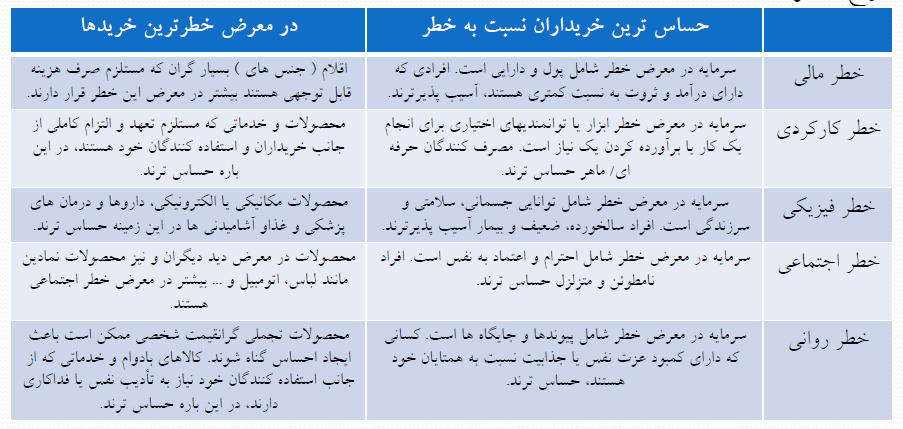 حساس ترین خریداران نسبت به خطر
در معرض خطرترین خریدها
خطر مالی
سرمایه در معرض خطر شامل پول و دارایی است. افرادی که
دارای درآمد و ثروت به نسبت کمتری هستند، آسیب پذیرترند.
اقلام ( جنس های ) بسیار گران که مستلزم صرف هزینه
قابل توجهی هستند بیشتر در معرض این خطر قرار دارند.
خطر کارکردی
سرمایه در معرض خطر ابزار یا توانمندیهای اختیاری برای انجام
یک کار یا برآورده کردن یک نیاز است. مصرف کنندگان حرفه
ای/ ماهر حساس ترند.
محصولات و خدماتی که مستلزم تعهد و التزام کاملی از
جانب خریداران و استفاده کنندگان خود هستند، در این
باره حساس ترند.
خطر فیزیکی
سرمایه در معرض خطر شامل توانایی جسمانی، سلامتی و
سرزندگی است. افراد سالخورده، ضعیف و بیمار آسیب پذیرترند.
محصولات مکانیکی یا الکترونیکی، داروها و درمان های
پزشکی و غذاو آشامیدنی ها در این زمینه حساس ترند.
خطر اجتماعی
سرمایه در معرض خطر شامل احترام و اعتماد به نفس است. افراد
نامطوئن و متزلزل حساس ترند.
محصولات در معرض دید دیگران و نیز محصولات نمادین
مانند لباس، اتومبیل و ... بیشتر در معرض خطر اجتماعی
هستند.
خطر روانی
سرمایه در معرض خطر شامل پیوندها و جایگاه ها است. کسانی
که دارای کمبود عزت نفس یا جذابیت نسبت به همتایان خود
هستند، حساس ترند.
محصولات تجملی گرانقیمت شخصی ممکن است باعث
ایجاد احساس گناه شوند. کالاهای بادوام و خدماتی که از
جانب استفاده کنندگان خود نیاز به تأدیب نفس یا فداکاری
دارند، در این باره حساس ترند.